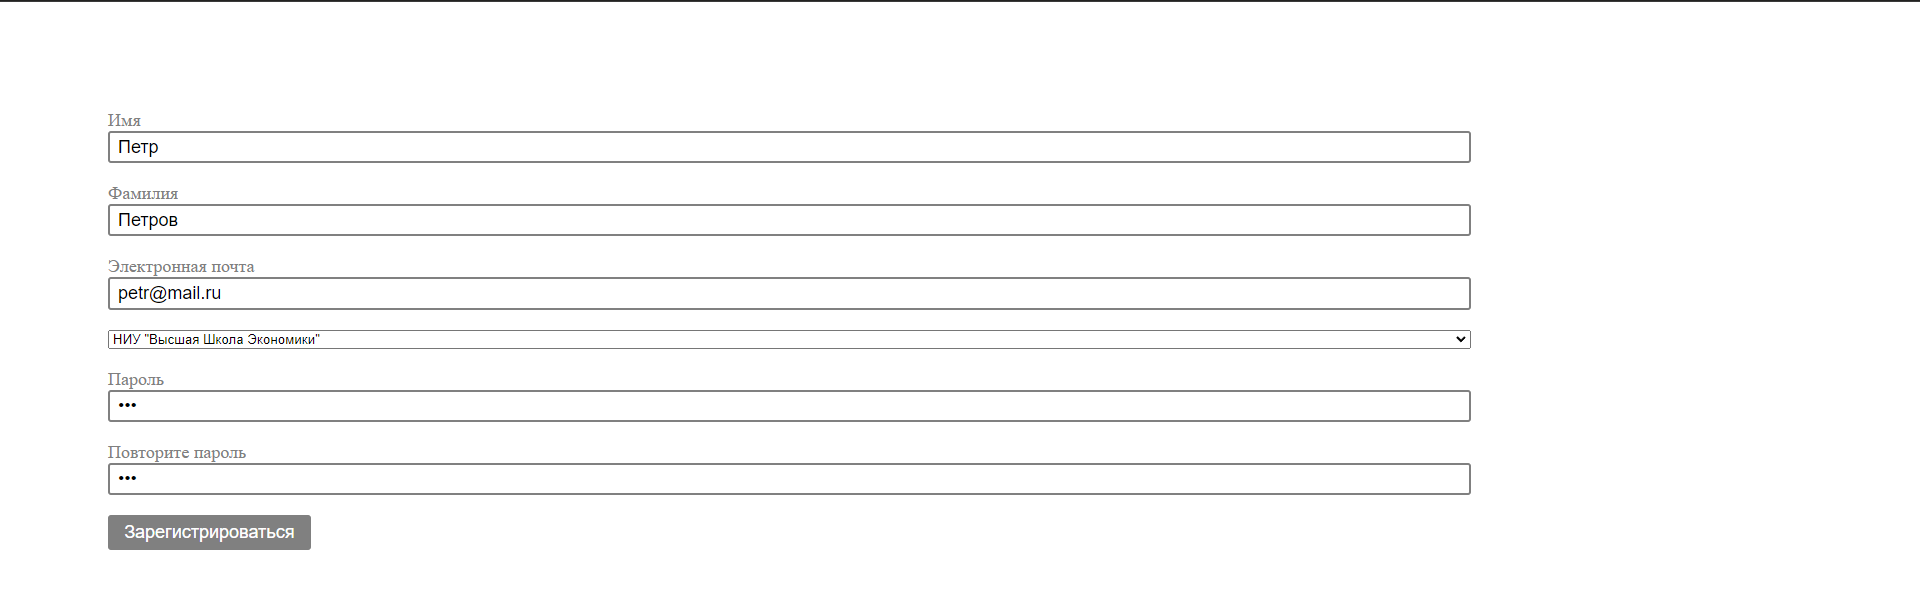 Имя
Петр
Фамилия
Петров
Электронная почта
petr@mail.ru
НИУ "Высшая Школа Экономики"
Пароль
•••
Повторите пароль
•••
Зарегистрироваться